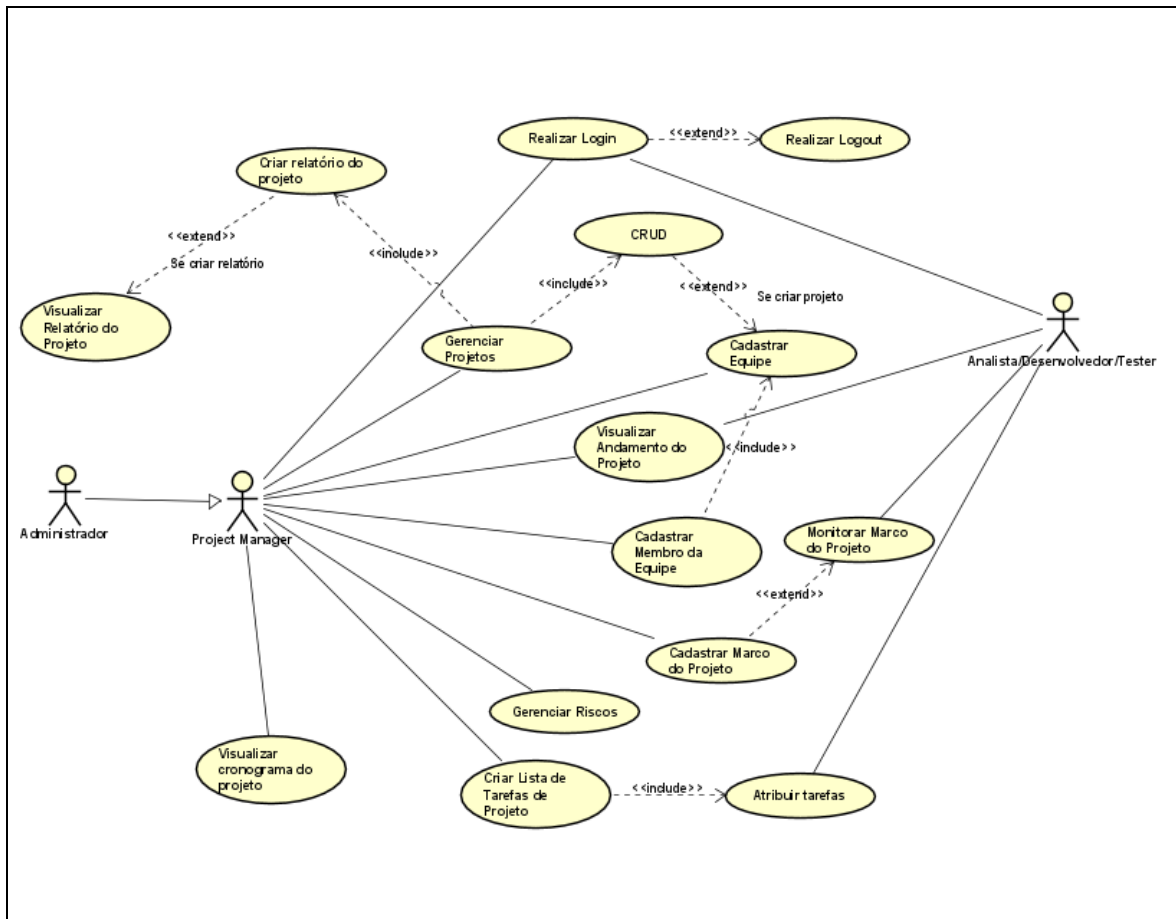 Realizar Login
<<extend>>
Realizar Logout
Criar relatório do
projeto
<<extend>>
Se criar relatório
<<include>>
CRUD
<<include>>
<<extend>>
Se criar projeto
Visualizar
Relatório do
Projeto
Gerenciar
Projetos
Cadastrar
Equipe
Analista/Desenvolvedor/Tester
Visualizar
Andamento do
Projeto
<<include>>
Administrador
Project Manager
Cadastrar
Membro da
Equipe
Monitorar Marco
do Projeto
<<extend>>
Cadastrar Marco
do Projeto
Gerenciar Riscos
Visualizar
cronograma do
projeto
Criar Lista de
Tarefas de
Projeto
<<include>>
Atribuir tarefas